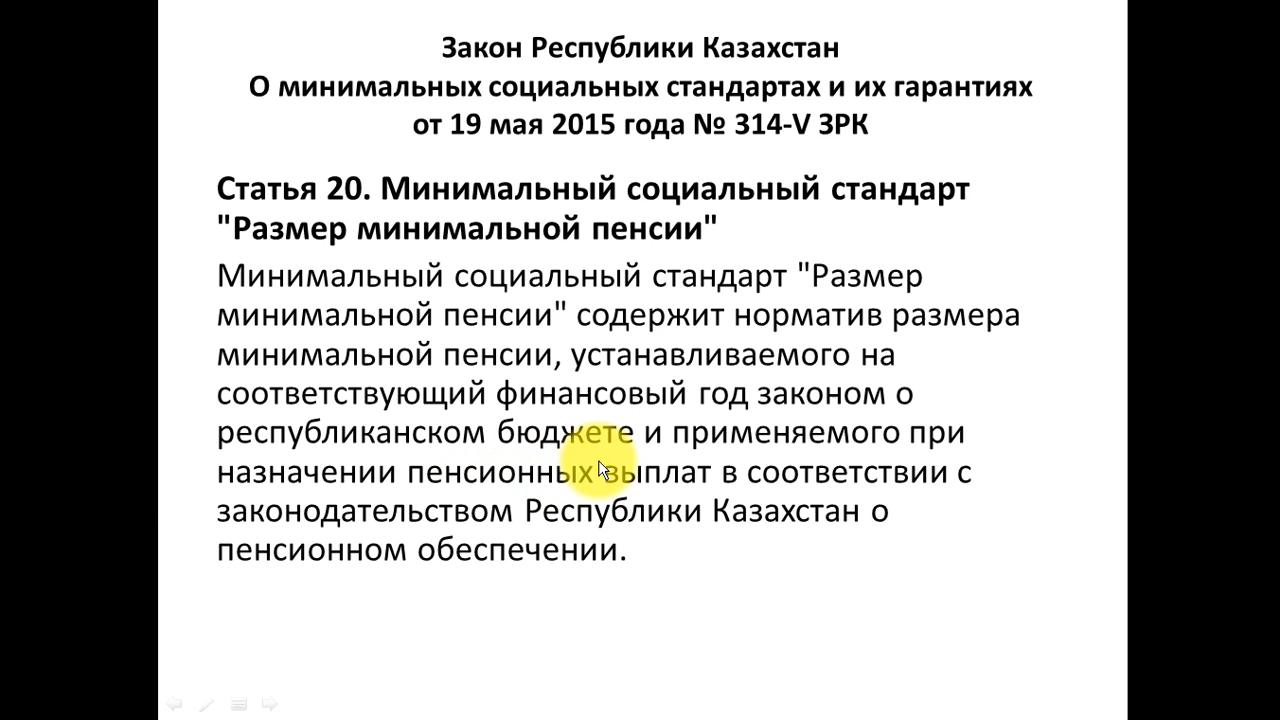 Закон Республики Казахстан
О минимальных социальных стандартах и их гарантиях
от 19 мая 2015 года № 314-V ЗРК
Статья 20. Минимальный социальный стандарт
"Размер минимальной пенсии"
Минимальный социальный стандарт "Размер
минимальной пенсии" содержит норматив размера
минимальной пенсии, устанавливаемого на
соответствующий финансовый год законом о
республиканском бюджете и применяемого при
назначении пенсионных выплат в соответствии с
законодательством Республики Казахстан о
пенсионном обеспечении.